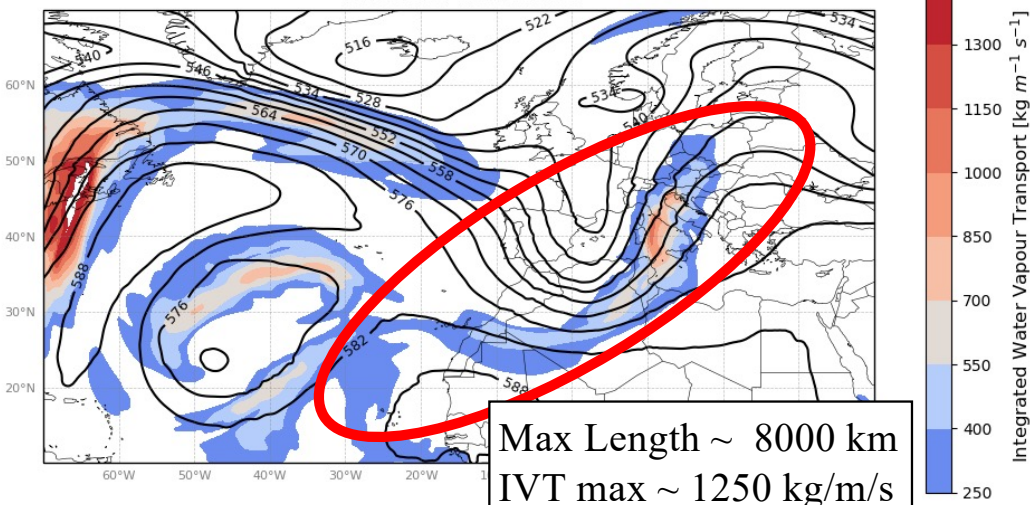 522
534
516
540
546
534
528
60°N
1300
534
564
552
540
1150
570
50°N
558
1000
576
850
40°N
588
700
576
30°N
582
550
20°N
588
400
Max Length ~ 8000 km
60°W
50°W
40°W
30°W
20°W
IVT max ~ 1250 kg/m/s
250
Integrated Water Vapour Transport [kg m⁻¹ s⁻¹]